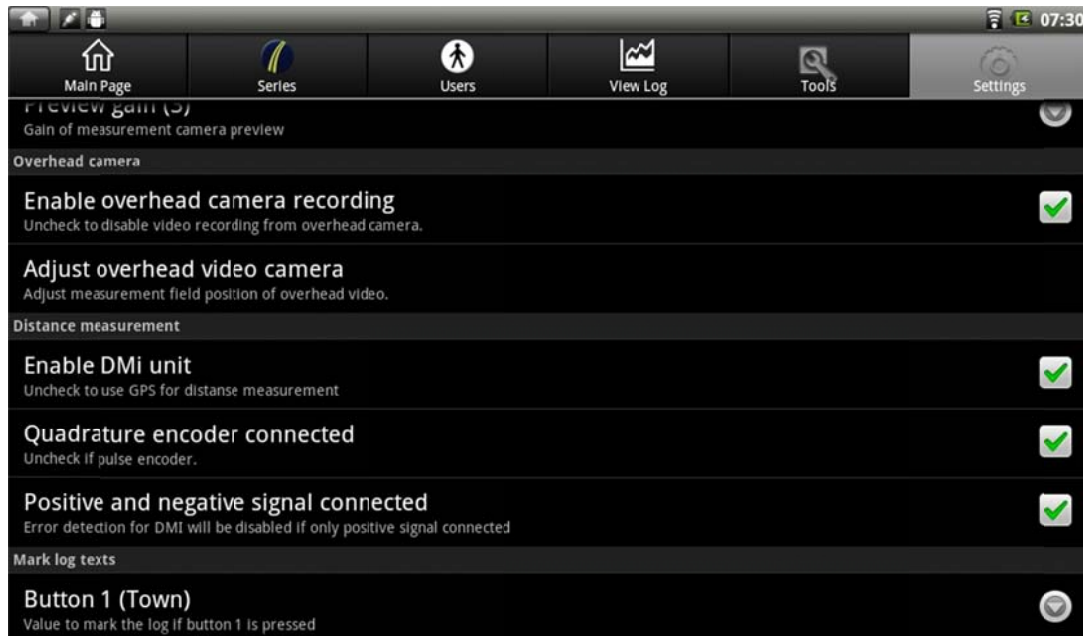 07:30
Main Page
Series
Users
View Log
Tools
Settings
Preview gain (3)
Gain of measurement camera preview
Overhead camera
Enable overhead camera recording
Uncheck to disable video recording from overhead camera.
Adjust overhead video camera
Adjust measurement field position of overhead video.
Distance measurement
Enable DMi unit
Uncheck to use GPS for distanse measurement
Quadrature encoder connected
Uncheck if pulse encoder.
Positive and negative signal connected
Error detection for DMI will be disabled if only positive signal connected
Mark log texts
Button 1 (Town)
Value to mark the log if button 1 is pressed